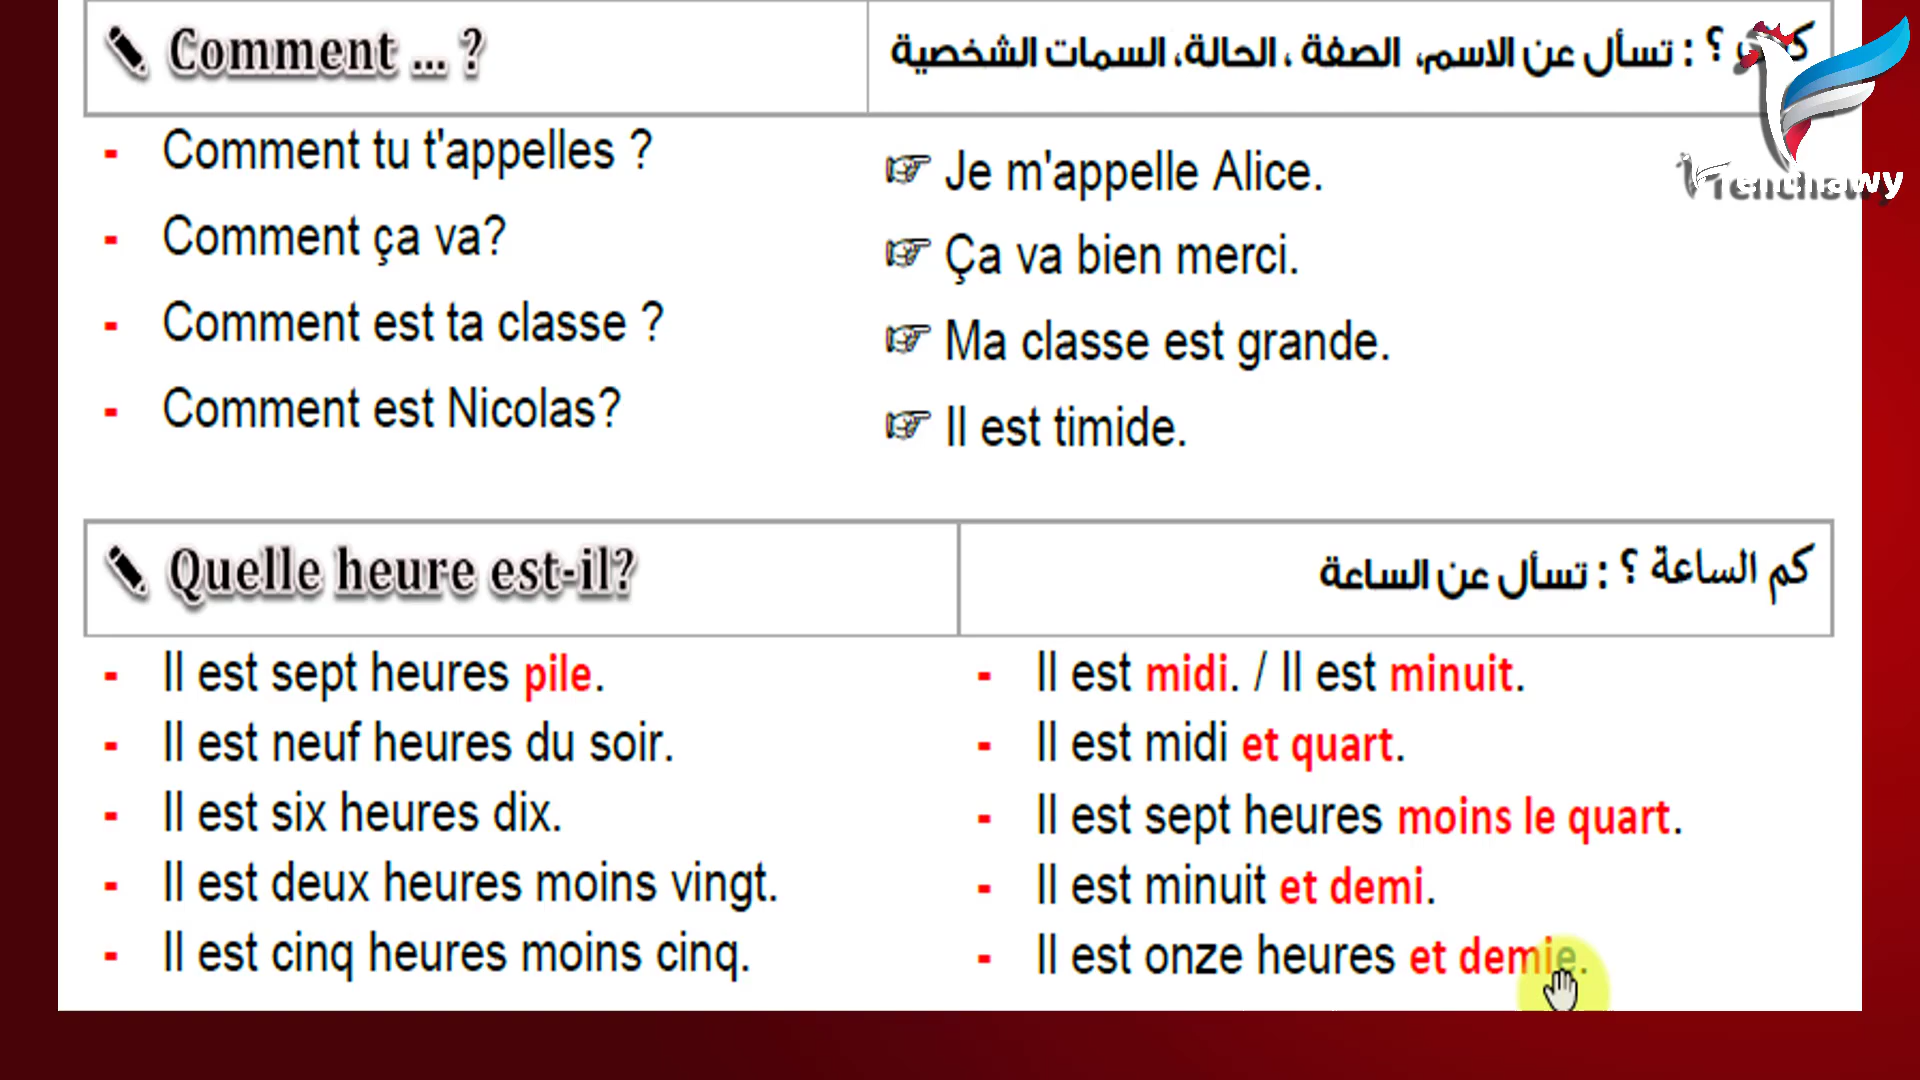 Comment ... ?
؟ : تسأل عن الاسم، الصفة ، الحالة، السمات الشخصية
- Comment tu t'appelles ?
☞ Je m'appelle Alice.
- Comment ça va?
☞ Ça va bien merci.
- Comment est ta classe ?
☞ Ma classe est grande.
- Comment est Nicolas?
☞ Il est timide.
Frenchawy
Quelle heure est-il?
كم الساعة ؟ : تسأل عن الساعة
- Il est sept heures pile.
- Il est neuf heures du soir.
- Il est six heures dix.
- Il est deux heures moins vingt.
- Il est cinq heures moins cinq.
- Il est midi. / Il est minuit.
- Il est midi et quart.
- Il est sept heures moins le quart.
- Il est minuit et demi.
- Il est onze heures et demie.